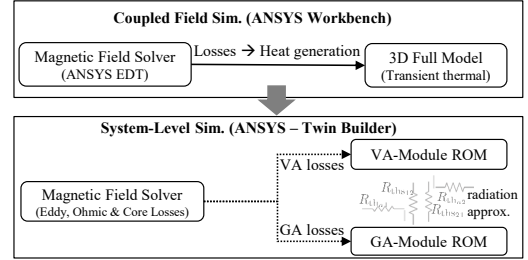 Coupled Field Sim. (ANSYS Workbench)
Magnetic Field Solver
(ANSYS EDT)
Losses → Heat generation
3D Full Model
(Transient thermal)
System-Level Sim. (ANSYS – Twin Builder)
VA losses
VA-Module ROM
Magnetic Field Solver
(Eddy, Ohmic & Core Losses)
radiation
approx.
GA losses
GA-Module ROM